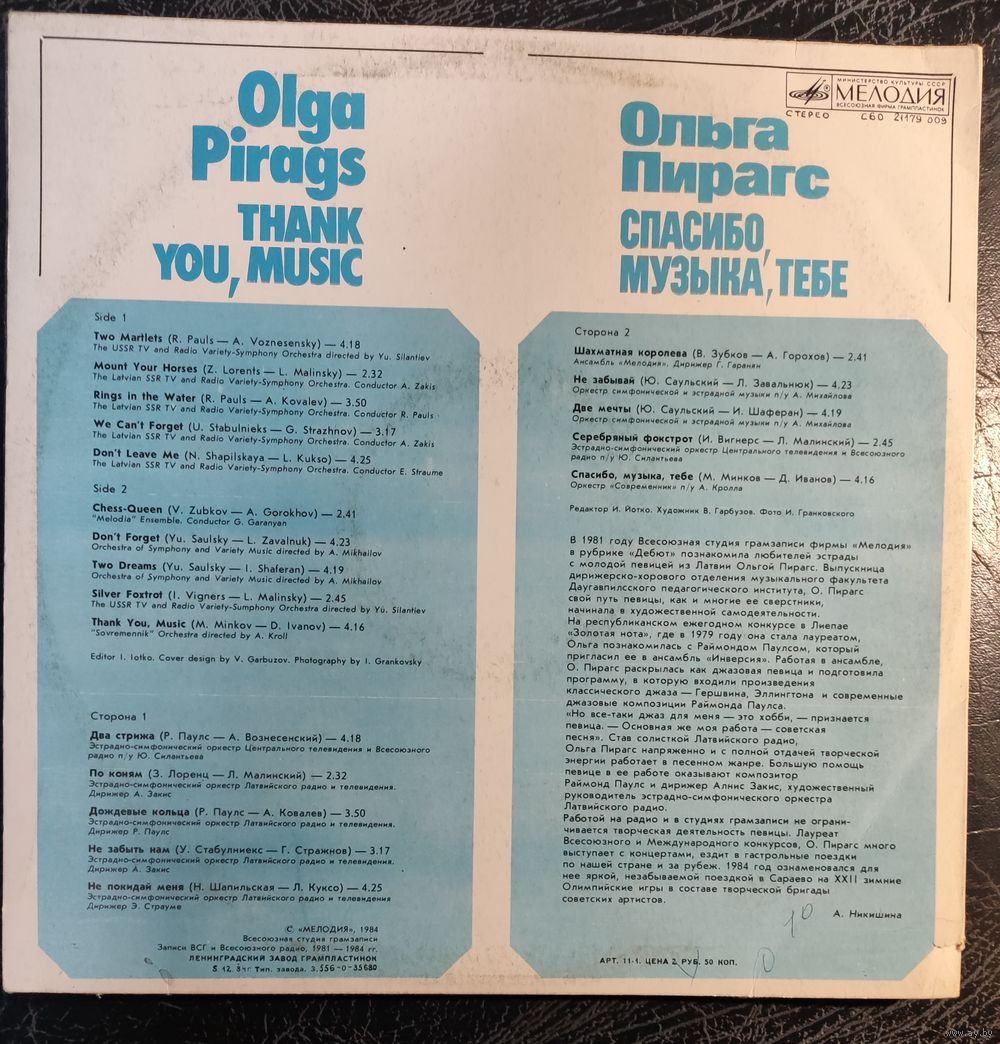 Olga
Pirags
THANK
YOU, MUSIC
Side 1
Two Martlets (R. Pauls — A. Voznesensky) — 4.18
The USSR TV and Radio Variety-Symphony Orchestra directed by Yu. Silantiev
Mount Your Horses (Z. Lorents — L. Malinsky) — 2.32
The Latvian SSR TV and Radio Variety-Symphony Orchestra. Conductor A. Zakis
Rings in the Water (R. Pauls — A. Kovalev) — 3.50
The Latvian SSR TV and Radio Variety-Symphony Orchestra. Conductor R. Pauls
We Can't Forget (U. Stabulnieks — G. Strazhnov) — 3.17
The Latvian SSR TV and Radio Variety-Symphony Orchestra. Conductor A. Zakis
Don't Leave Me (N. Shapilskaya — L. Kukso) — 4.25
The Latvian SSR TV and Radio Variety-Symphony Orchestra. Conductor E. Straume
Side 2
Chess-Queen (V. Zubkov — A. Gorokhov) — 2.41
"Melodia" Ensemble. Conductor G. Garanyan
Don't Forget (Yu. Saulsky — L. Zavalnuk) — 4.23
Orchestra of Symphony and Variety Music directed by A. Mikhailov
Two Dreams (Yu. Saulsky — I. Shaferan) — 4.19
Orchestra of Symphony and Variety Music directed by A. Mikhailov
Silver Foxtrot (I. Vigners — L. Malinsky) — 2.45
The USSR TV and Radio Variety-Sumphony Orchestra directed by Yu. Silantiev
Thank You, Music (M. Minkov — D. Ivanov) — 4.16
"Sovremennik" Orchestra directed by A. Kroll
Editor I. Iotko. Cover design by V. Garbuzov. Photography by I. Grankovsky
Сторона 1
Два стрижа (Р. Паулс — А. Вознесенский) — 4.18
Эстрадно-симфонический оркестр Центрального телевидения и Всесоюзного
радио п/у Ю. Силантьева
По коням (З. Лоренц — Л. Малинский) — 2.32
Эстрадно-симфонический оркестр Латвийского радио и телевидения.
Дирижер А. Закис
Дождевые кольца (Р. Паулс — А. Ковалев) — 3.50
Эстрадно-симфонический оркестр Латвийского радио и телевидения.
Дирижер Р. Паулс
Не забыть нам (У. Стабулниекс — Г. Стражнов) — 3.17
Эстрадно-симфонический оркестр Латвийского радио и телевидения.
Дирижер А. Закис
Не покидай меня (Н. Шапильская — Л. Куксо) — 4.25
Эстрадно-симфонический оркестр Латвийского радио и телевидения
Дирижер Э. Страуме
© «МЕЛОДИЯ», 1984
Всесоюзная студия грамзаписи
Записи ВСГ и Всесоюзного радио, 1981 — 1984 гг.
ЛЕНИНГРАДСКИЙ ЗАВОД ГРАМПЛАСТИНОК
5. 12. 84г. Тип. завода. З.556-0-35680
МИНИСТЕРСТВО КУЛЬТУРЫ СССР
МЕЛОДИЯ
ВСЕСОЮЗНАЯ ФИРМА ГРАМПЛАСТИНОК
СТЕРЕО С60 21179 009
Ольга
Пирагс
СПАСИБО,
МУЗЫКА, ТЕБЕ
Сторона 2
Шахматная королева (В. Зубков — А. Горохов) — 2.41
Ансамбль «Мелодия». Дирижер Г. Гаранян
Не забывай (Ю. Саульский — Л. Завальнюк) — 4.23
Оркестр симфонической и эстрадной музыки п/у А. Михайлова
Две мечты (Ю. Саульский — И. Шаферан) — 4.19
Оркестр симфонической и эстрадной музыки п/у А. Михайлова
Серебряный фокстрот (И. Вигнерс — Л. Малинский) — 2.45
Эстрадно-симфонический оркестр Центрального телевидения и Всесоюзного
радио п/у Ю. Силантьева
Спасибо, музыка, тебе (М. Минков — Д. Иванов) — 4.16
Оркестр «Современник» п/у А. Кролла
Редактор И. Йотко. Художник В. Гарбузов. Фото И. Гранковского
В 1981 году Всесоюзная студия грамзаписи фирмы «Мелодия»
в рубрике «Дебют» познакомила любителей эстрады
с молодой певицей из Латвии Ольгой Пирагс. Выпускница
дирижерско-хорового отделения музыкального факультета
Даугавпилсского педагогического института, О. Пирагс
свой путь певицы, как и многие ее сверстники,
начинала в художественной самодеятельности.
На республиканском ежегодном конкурсе в Лиепае
«Золотая нота», где в 1979 году она стала лауреатом,
Ольга познакомилась с Раймондом Паулсом, который
пригласил ее в ансамбль «Инверсия». Работая в ансамбле,
О. Пирагс раскрылась как джазовая певица и подготовила
программу, в которую входили произведения
классического джаза — Гершвина, Эллингтона и современные
джазовые композиции Раймонда Паулса.
«Но все-таки джаз для меня — это хобби, — признается
певица. — Основная же моя работа — советская
песня». Став солисткой Латвийского радио,
Ольга Пирагс напряженно и с полной отдачей творческой
энергии работает в песенном жанре. Большую помощь
певице в ее работе оказывают композитор
Раймонд Паулс и дирижер Алнис Закис, художественный
руководитель эстрадно-симфонического оркестра
Латвийского радио.
Работой на радио и в студиях грамзаписи не ограни-
чивается творческая деятельность певицы. Лауреат
Всесоюзного и Международного конкурсов, О. Пирагс много
выступает с концертами, ездит в гастрольные поездки
по нашей стране и за рубеж. 1984 год ознаменовался для
нее яркой, незабываемой поездкой в Сараево на XXII зимние
Олимпийские игры в составе творческой бригады
советских артистов.
А. Никишина
АРТ. 11-1. ЦЕНА 2 РУБ. 50 КОП.
www.ay.by